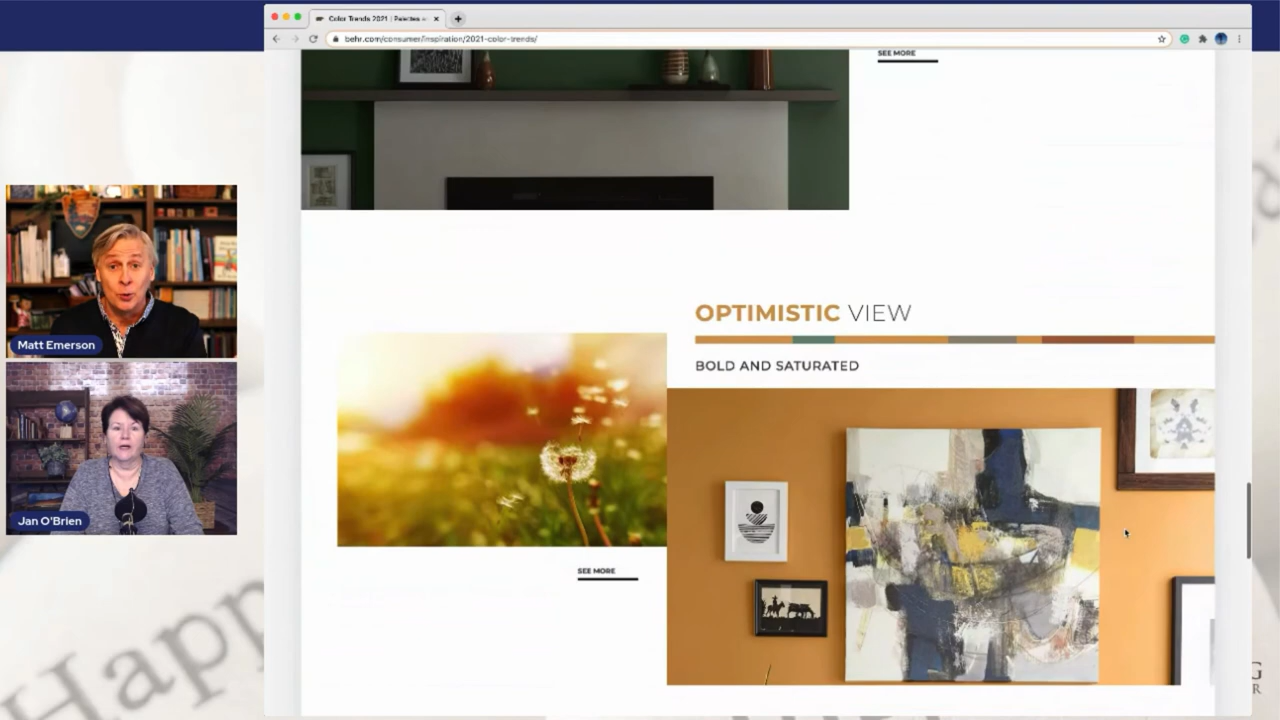 Color Trends 2021 | Palettes a
behr.com/consumer/inspiration/2021-color-trends/
SEE MORE
OPTIMISTIC VIEW
BOLD AND SATURATED
SEE MORE
Matt Emerson
Jan O'Brien
Happ
G
R